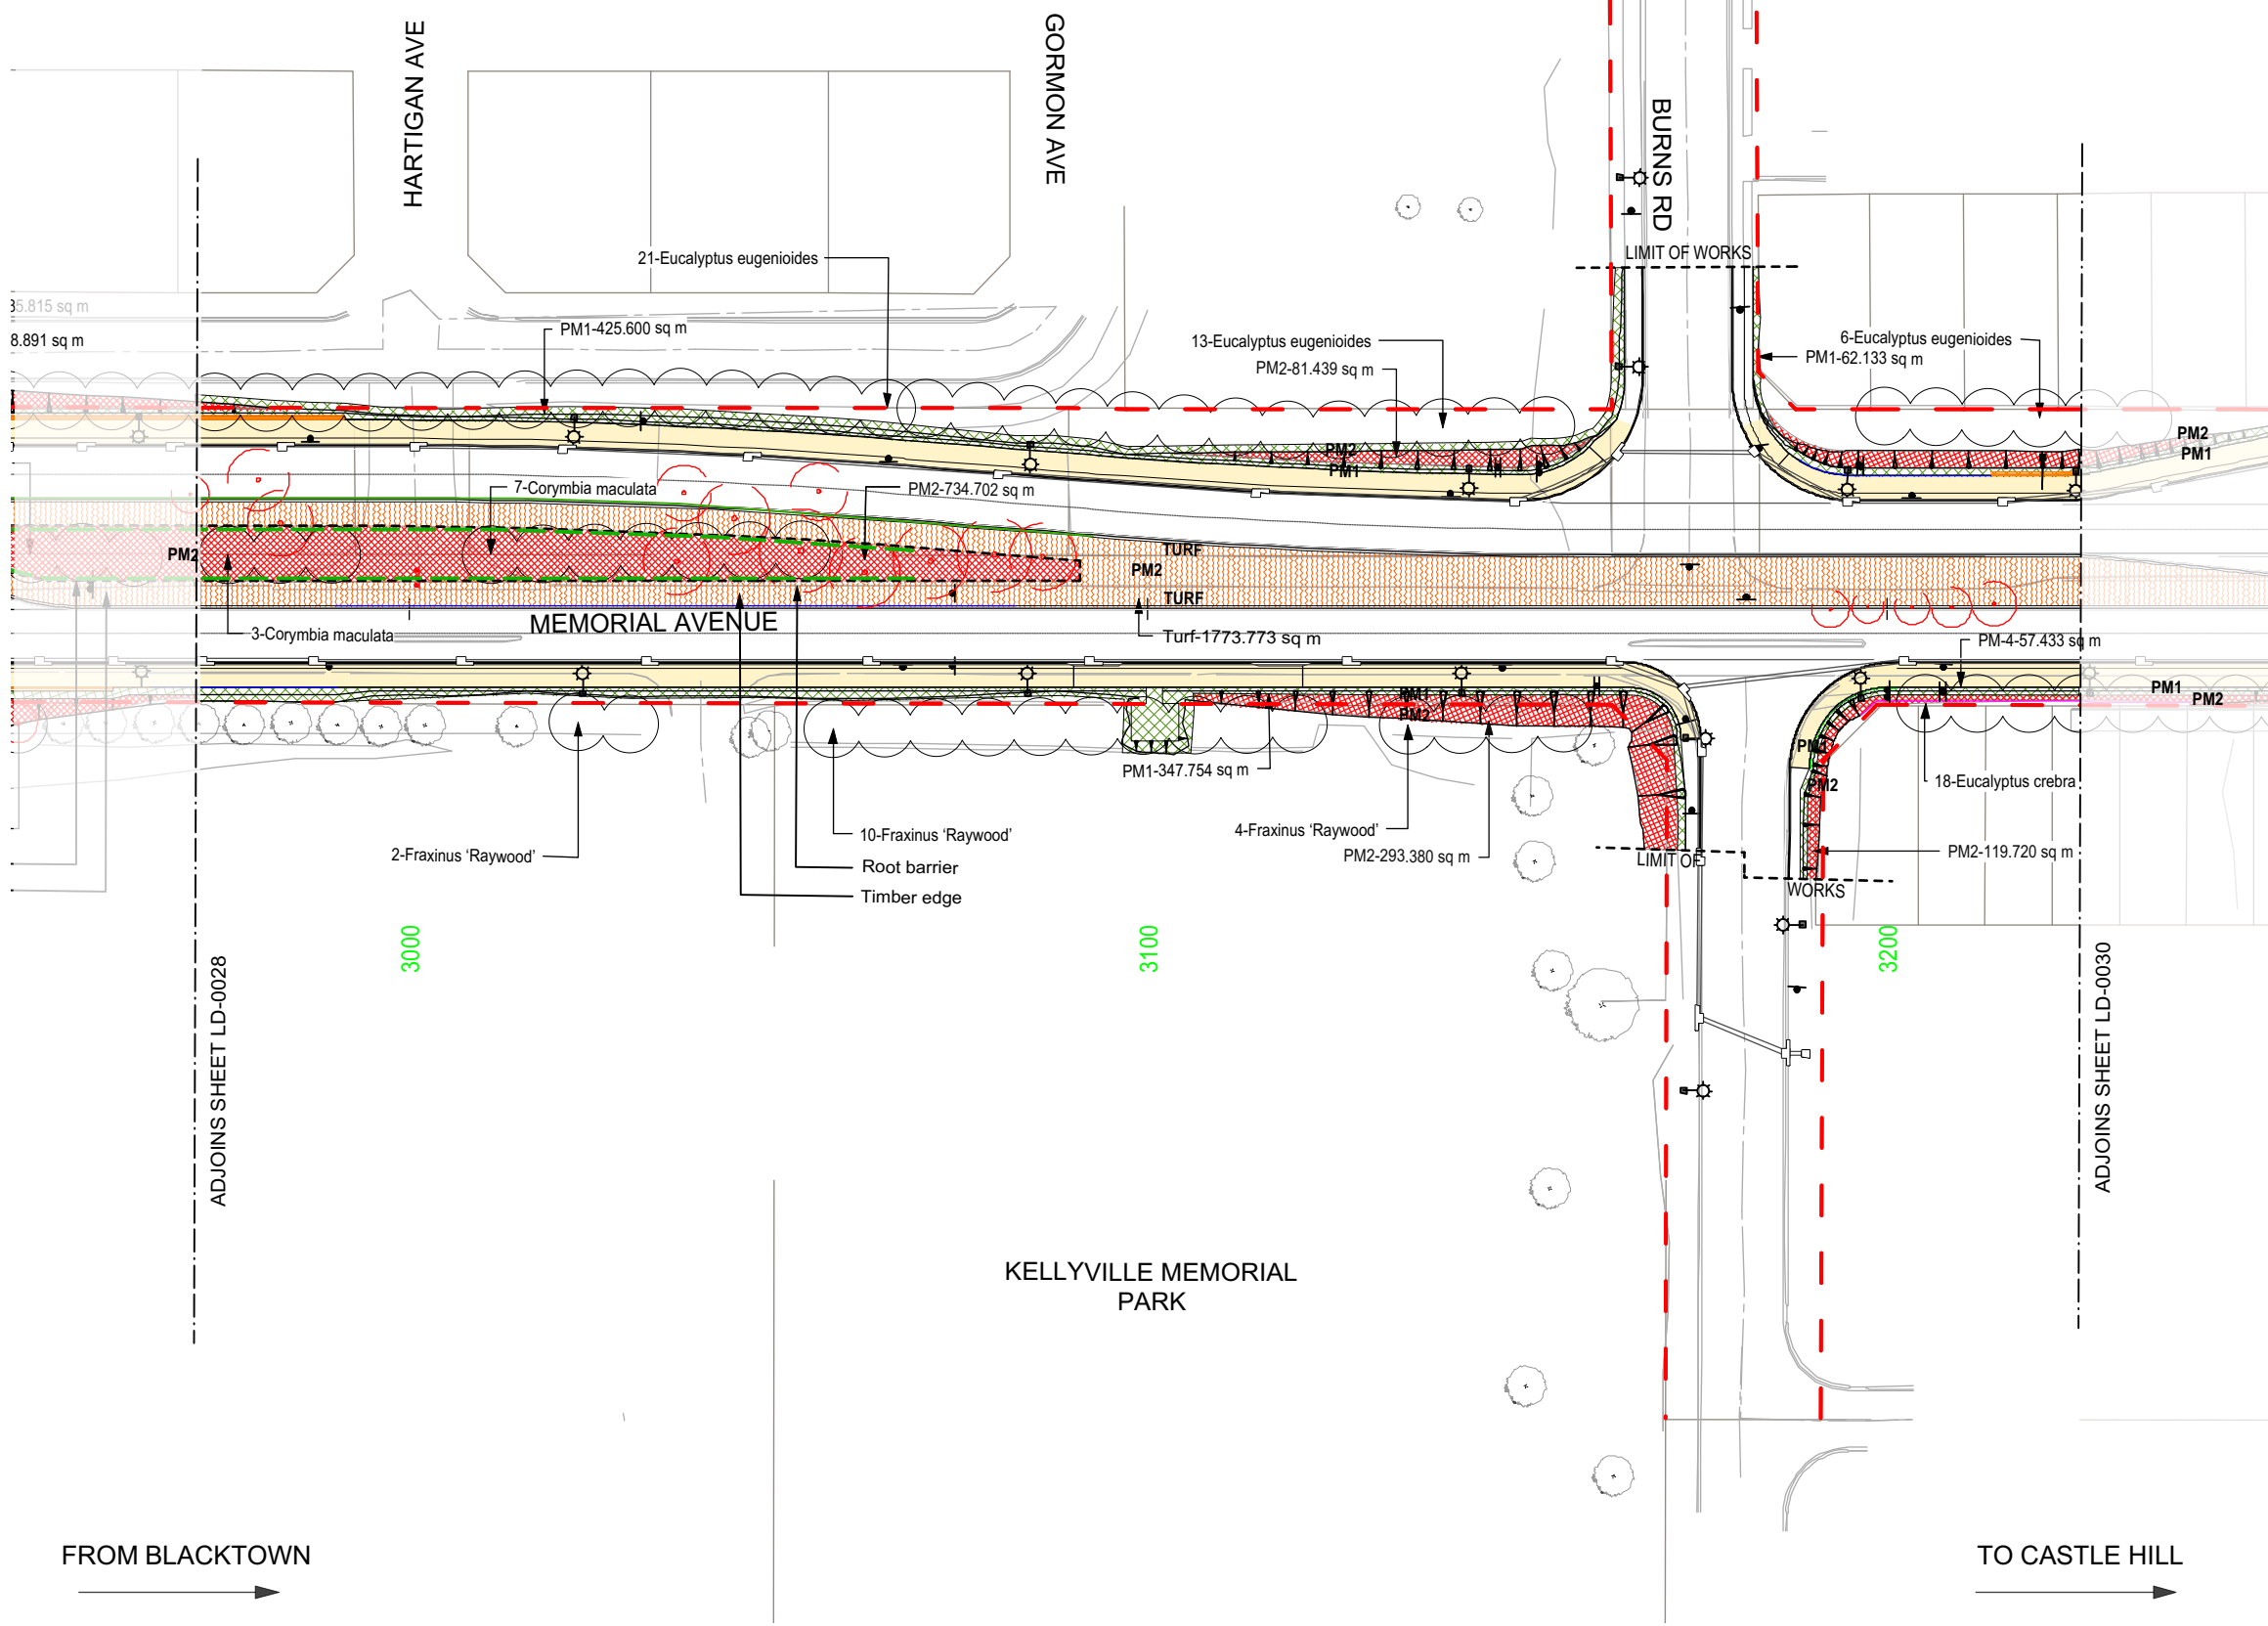 HARTIGAN AVE
GORMON AVE
BURNS RD
LIMIT OF WORKS
21-Eucalyptus eugenioides
5.815 sq m
8.891 sq m
PM1-425.600 sq m
13-Eucalyptus eugenioides
PM2-81.439 sq m
6-Eucalyptus eugenioides
PM1-62.133 sq m
PM2
PM1
PM2
PM1
7-Corymbia maculata
PM2-734.702 sq m
PM2
TURF
PM2
TURF
3-Corymbia maculata
MEMORIAL AVENUE
Turf-1773.773 sq m
PM-4-57.433 sq m
PM1
PM2
PM1
PM2
PM1
PM2
PM1-347.754 sq m
18-Eucalyptus crebra
10-Fraxinus ‘Raywood’
4-Fraxinus ‘Raywood’
2-Fraxinus ‘Raywood’
PM2-293.380 sq m
PM2-119.720 sq m
Root barrier
Timber edge
LIMIT OF
WORKS
3000
3100
3200
ADJOINS SHEET LD-0028
ADJOINS SHEET LD-0030
KELLYVILLE MEMORIAL
PARK
FROM BLACKTOWN
TO CASTLE HILL